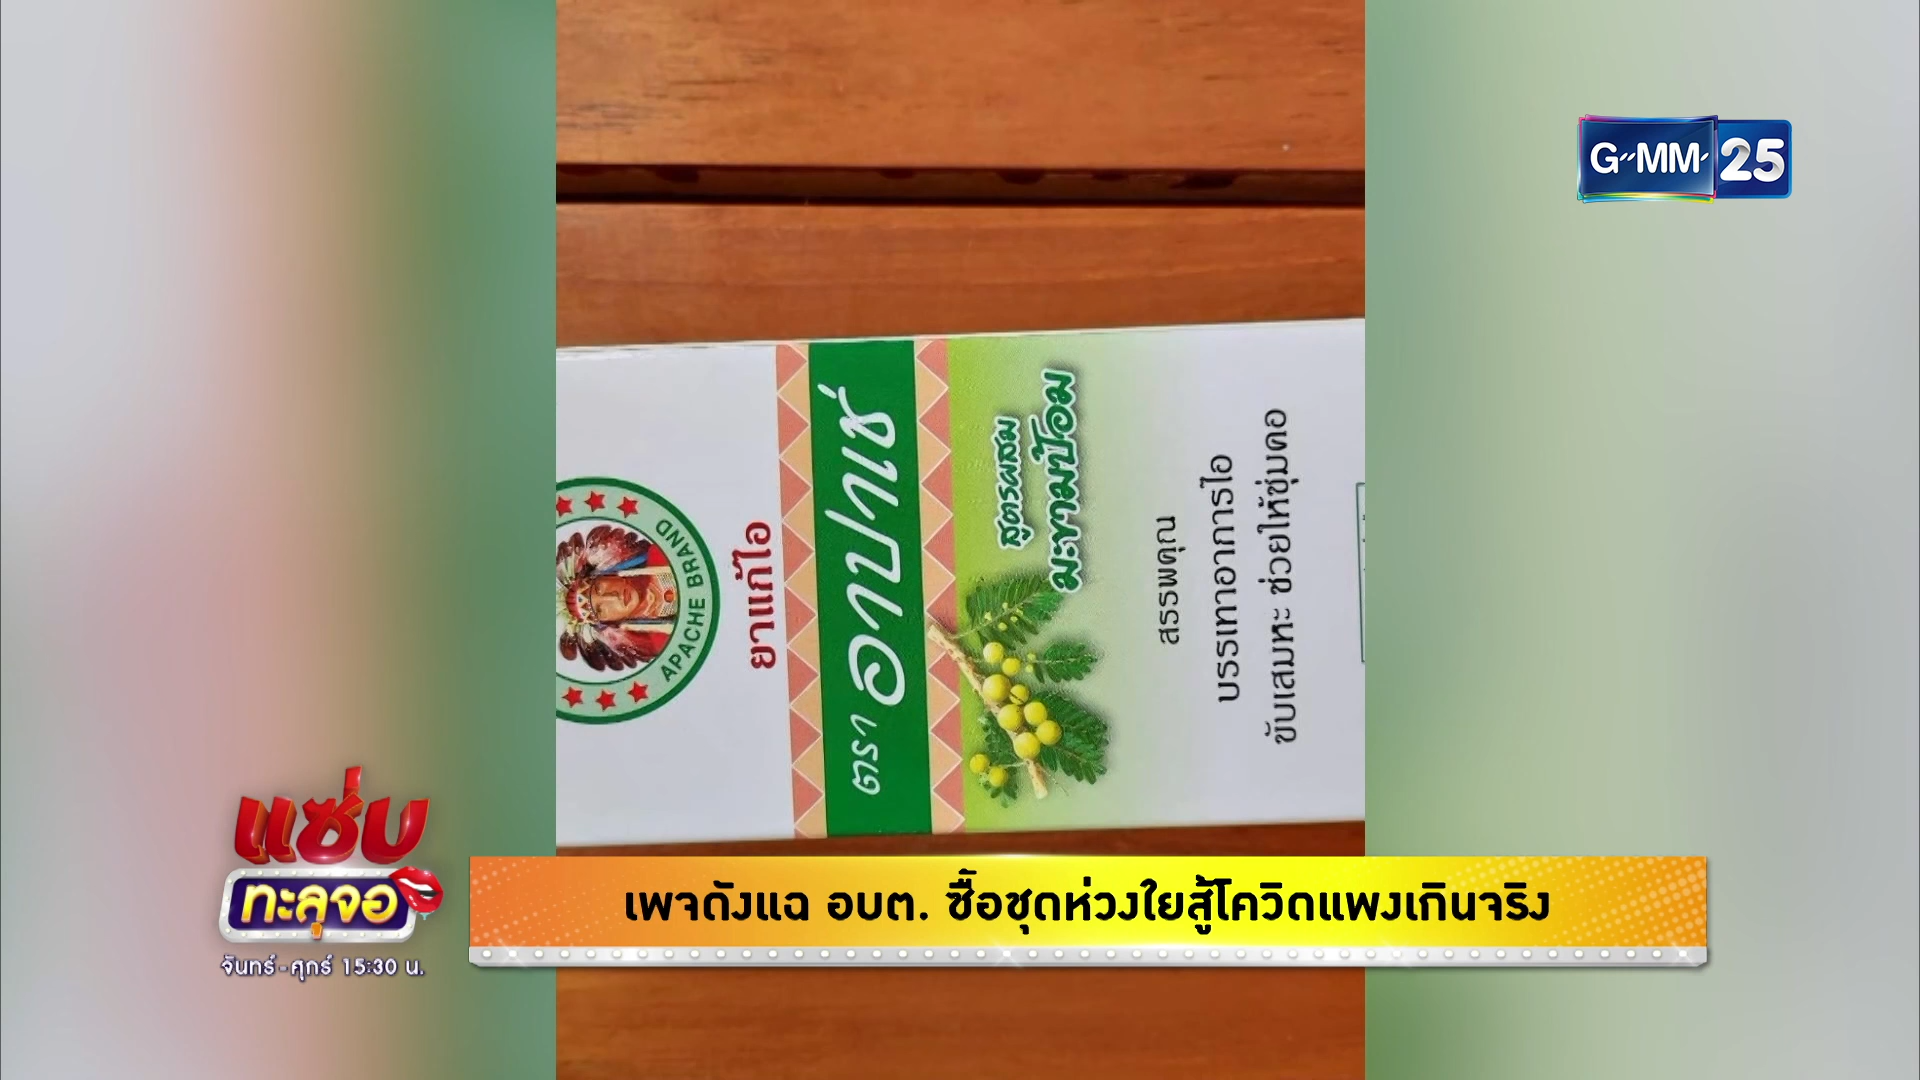 G-MM-25
APACHE BRAND
ยาแก้ไอ
ตรา อาปาเช่
สูตรผสม
มะขามป้อม
สรรพคุณ
บรรเทาอาการไอ
ขับเสมหะ ช่วยให้ชุ่มคอ
แซ่บ
ทะลุจอ
จันทร์-ศุกร์ 15:30 น.
เพจดังแฉ อบต. ซื้อชุดห่วงใยสู้โควิดแพงเกินจริง